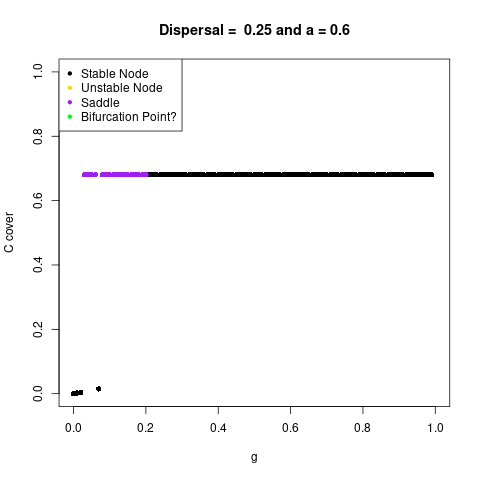 Dispersal =  0.25 and a = 0.6
Stable Node
Unstable Node
Saddle
Bifurcation Point?
C cover
1.0
0.8
0.6
0.4
0.2
0.0
0.0 0.2 0.4 0.6 0.8 1.0
g